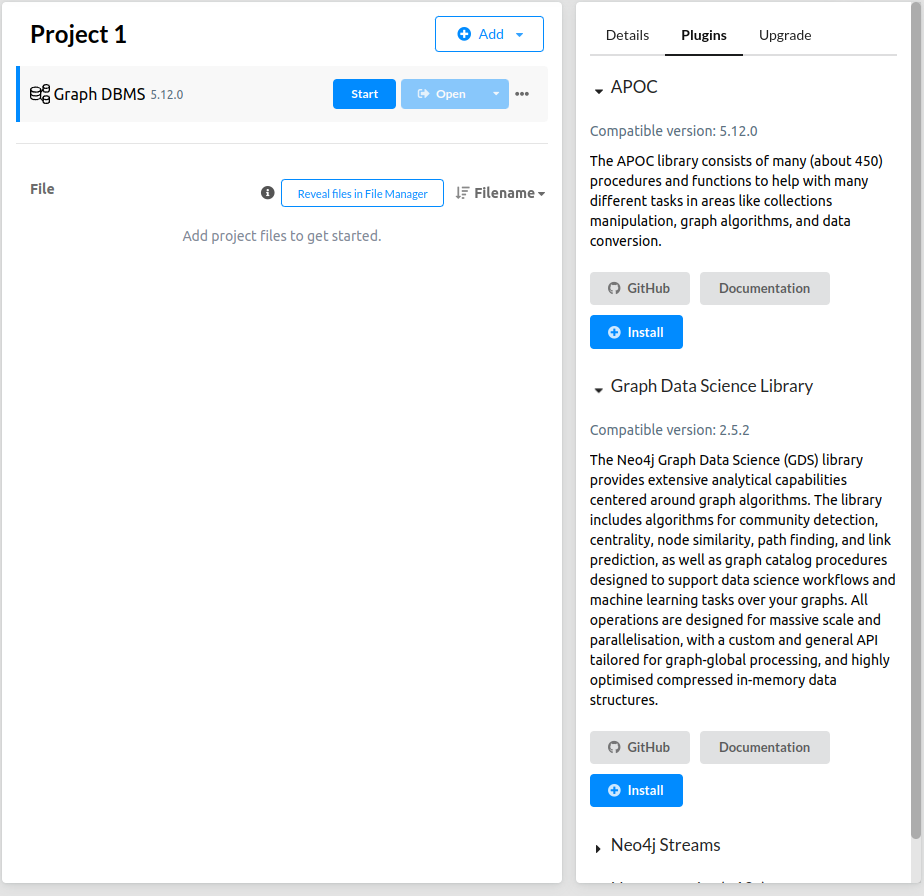 Project 1
Add
Graph DBMS 5.12.0
Start
Open
File
Reveal files in File Manager
Filename
Add project files to get started.
Details
Plugins
Upgrade
APOC
Compatible version: 5.12.0
The APOC library consists of many (about 450)
procedures and functions to help with many
different tasks in areas like collections
manipulation, graph algorithms, and data
conversion.
GitHub
Documentation
Install
Graph Data Science Library
Compatible version: 2.5.2
The Neo4j Graph Data Science (GDS) library
provides extensive analytical capabilities
centered around graph algorithms. The library
includes algorithms for community detection,
centrality, node similarity, path finding, and link
prediction, as well as graph catalog procedures
designed to support data science workflows and
machine learning tasks over your graphs. All
operations are designed for massive scale and
parallelisation, with a custom and general API
tailored for graph-global processing, and highly
optimised compressed in-memory data
structures.
GitHub
Documentation
Install
Neo4j Streams